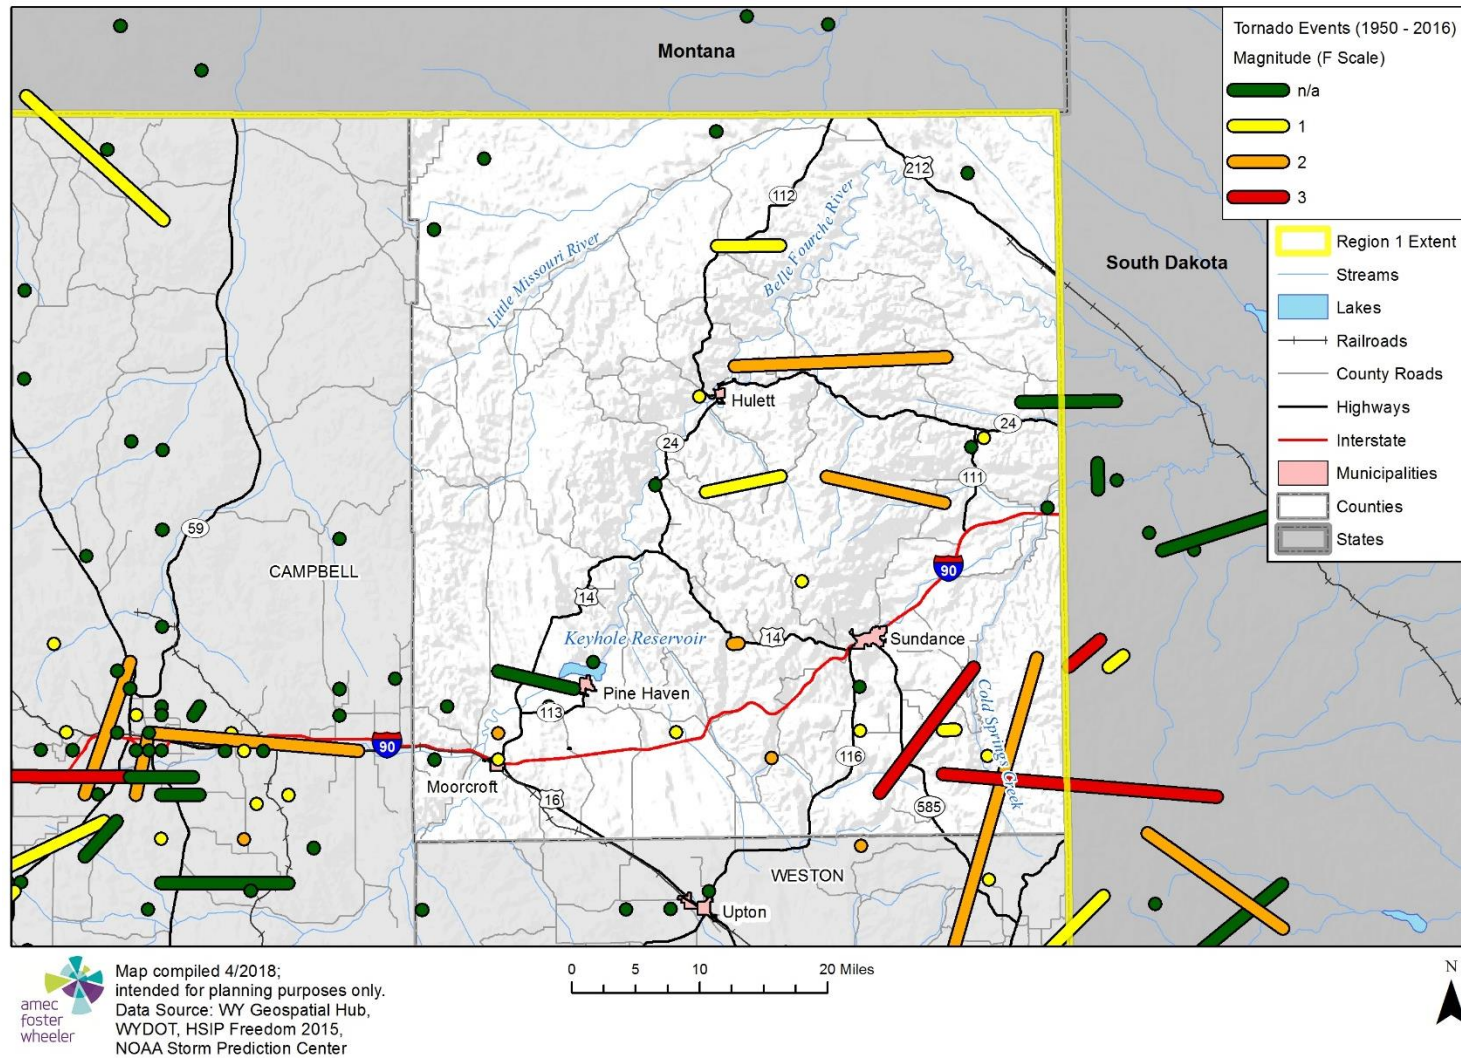 Montana
Tornado Events (1950 - 2016)
Magnitude (F Scale)
n/a
1
2
3
Region 1 Extent
Streams
Lakes
Railroads
County Roads
Highways
Interstate
Municipalities
Counties
States
212
112
Belle Fourche River
Little Missouri River
South Dakota
Hulett
24
24
111
59
CAMPBELL
90
14
Keyhole Reservoir
14
Sundance
Pine Haven
113
Cold Springs Creek
90
Moorcroft
116
16
585
WESTON
Upton
amec
foster
wheeler
Map compiled 4/2018;
intended for planning purposes only.
Data Source: WY Geospatial Hub,
WYDOT, HSIP Freedom 2015,
NOAA Storm Prediction Center
0 5 10 20 Miles
N